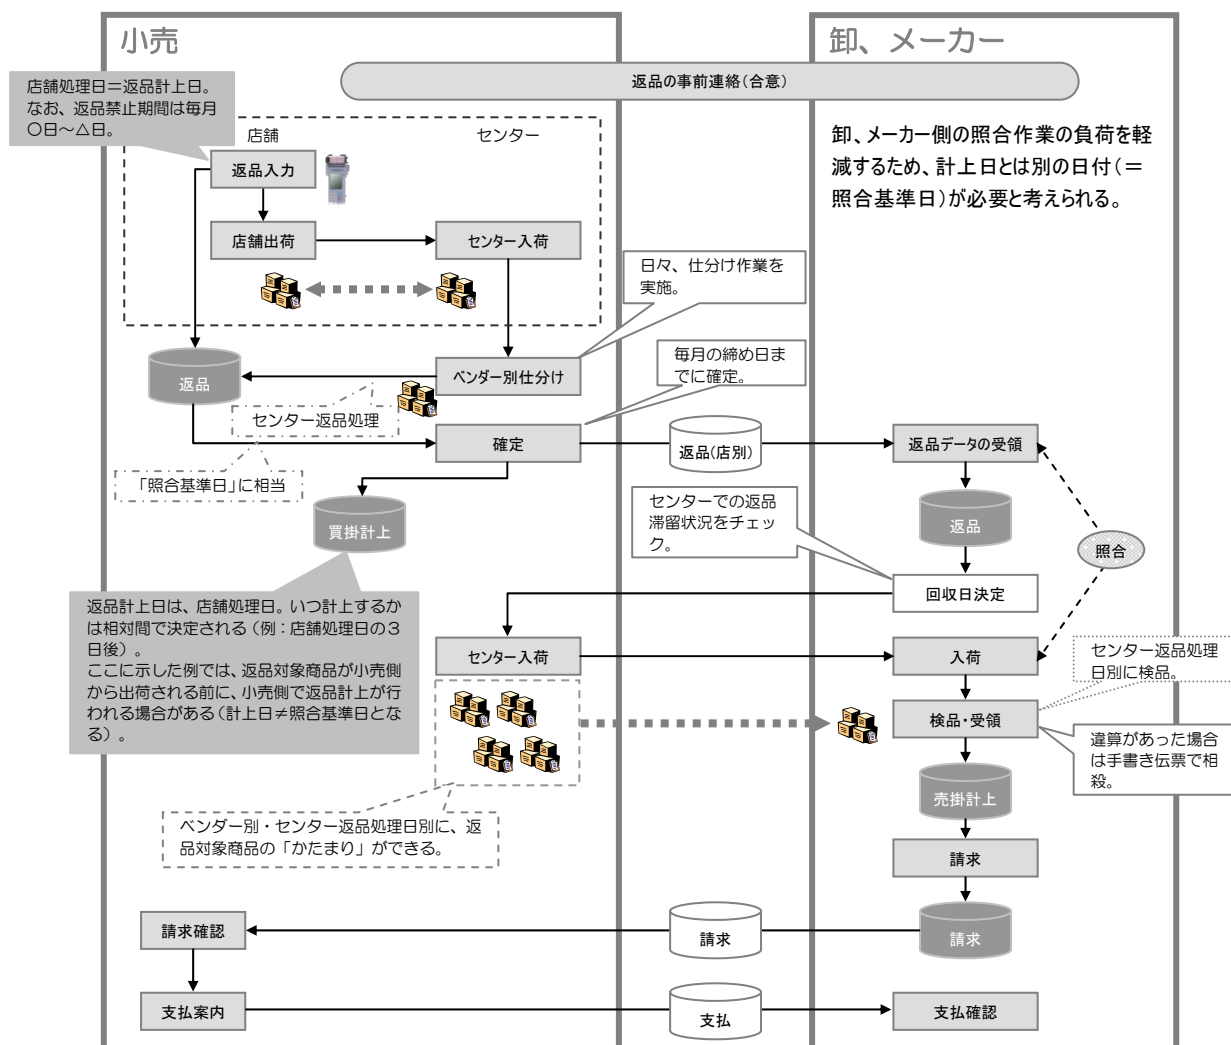 小売
卸、メーカー
返品の事前連絡（合意）
店舗処理日＝返品計上日。
なお、返品禁止期間は毎月
〇日～△日。
店舗
センター
返品入力
卸、メーカー側の照合作業の負荷を軽
減するため、計上日とは別の日付（＝
照合基準日）が必要と考えられる。
店舗出荷
センター入荷
日々、仕分け作業を
実施。
毎月の締め日ま
でに確定。
返品
ベンダー別仕分け
センター返品処理
確定
返品（店別）
返品データの受領
「照合基準日」に相当
買掛計上
センターでの返品
滞留状況をチェッ
ク。
返品
照合
回収日決定
返品計上日は、店舗処理日。いつ計上するか
は相対間で決定される（例：店舗処理日の３
日後）。
ここに示した例では、返品対象商品が小売側
から出荷される前に、小売側で返品計上が行
われる場合がある（計上日≠照合基準日とな
る）。
センター入荷
入荷
センター返品処理
日別に検品。
検品・受領
違算があった場合
は手書き伝票で相
殺。
売掛計上
ベンダー別・センター返品処理日別に、返
品対象商品の「かたまり」ができる。
請求
請求確認
請求
請求
支払案内
支払
支払確認